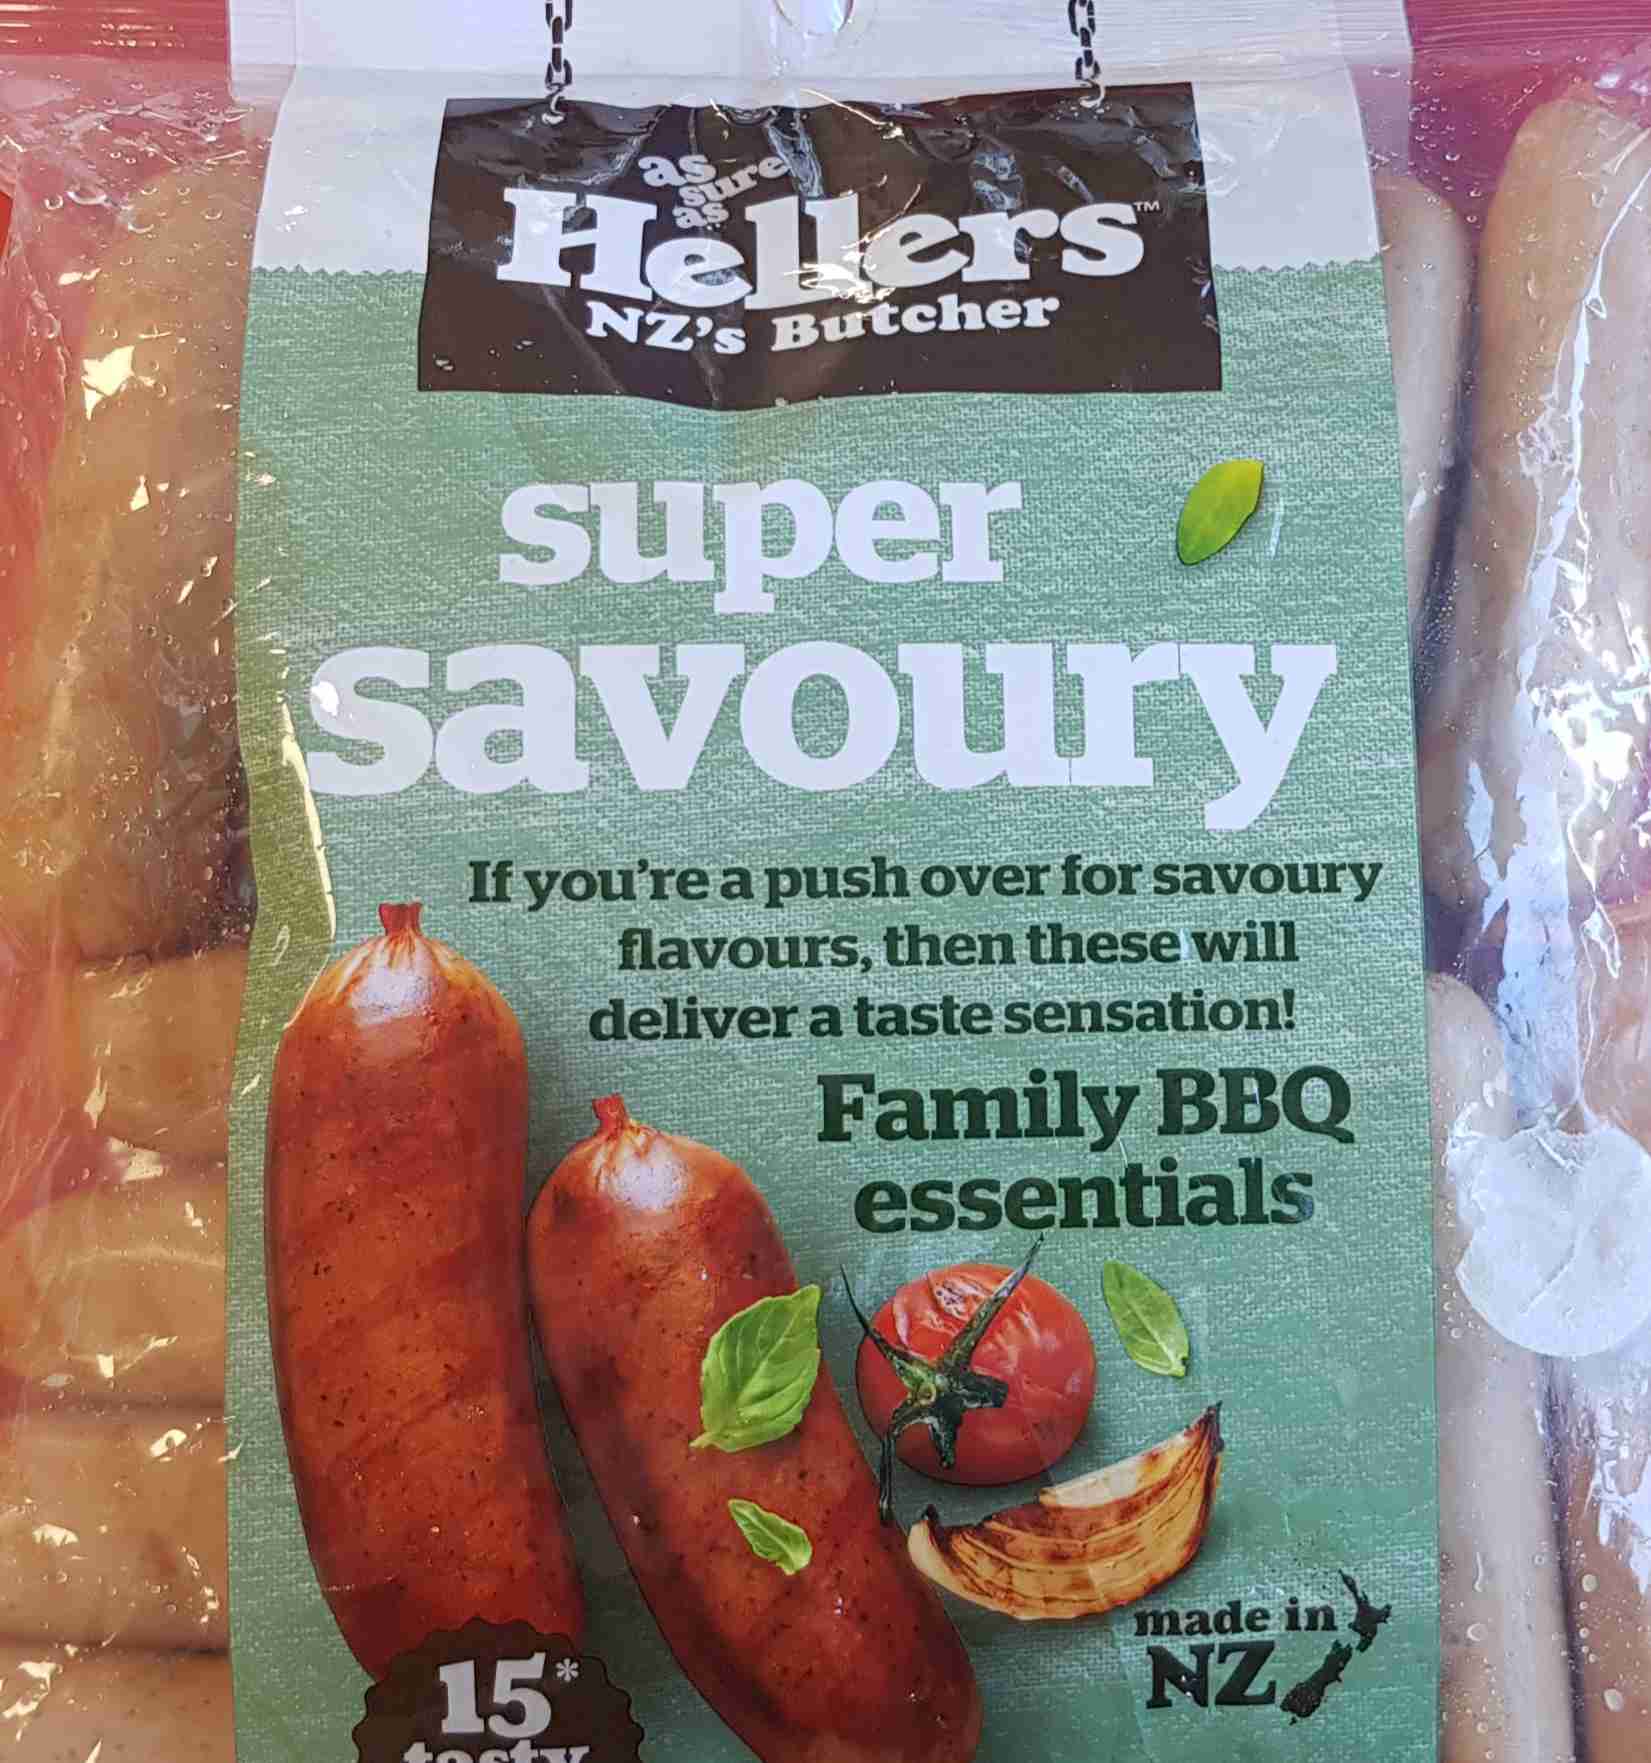 as
sure
as
Hellers™
NZ's Butcher
super
savoury
If you're a push over for savoury
flavours, then these will
deliver a taste sensation!
Family BBQ
essentials
made in
NZ
15*
tasty